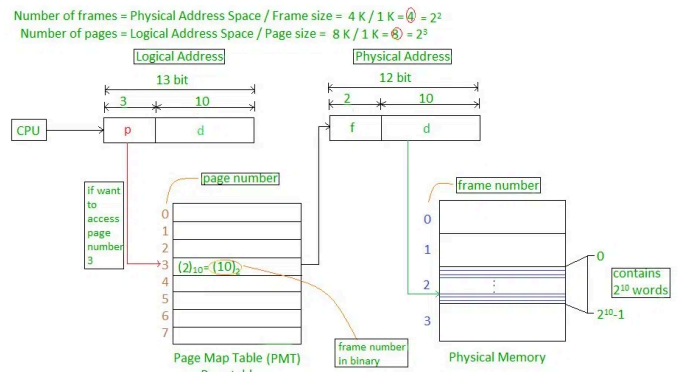 Number of frames = Physical Address Space / Frame size = 4 K / 1 K = 4 = 2²
Number of pages = Logical Address Space / Page size = 8 K / 1 K = 8 = 2³
Logical Address
Physical Address
13 bit
12 bit
3
10
2
10
CPU
p
d
f
d
if want
to
access
page
number
3
page number
frame number
0
1
2
3
4
5
6
7
(2)₁₀= (10)₂
0
1
2
3
⋮
0
contains
2¹⁰ words
2¹⁰-1
frame number
in binary
Page Map Table (PMT)
Physical Memory